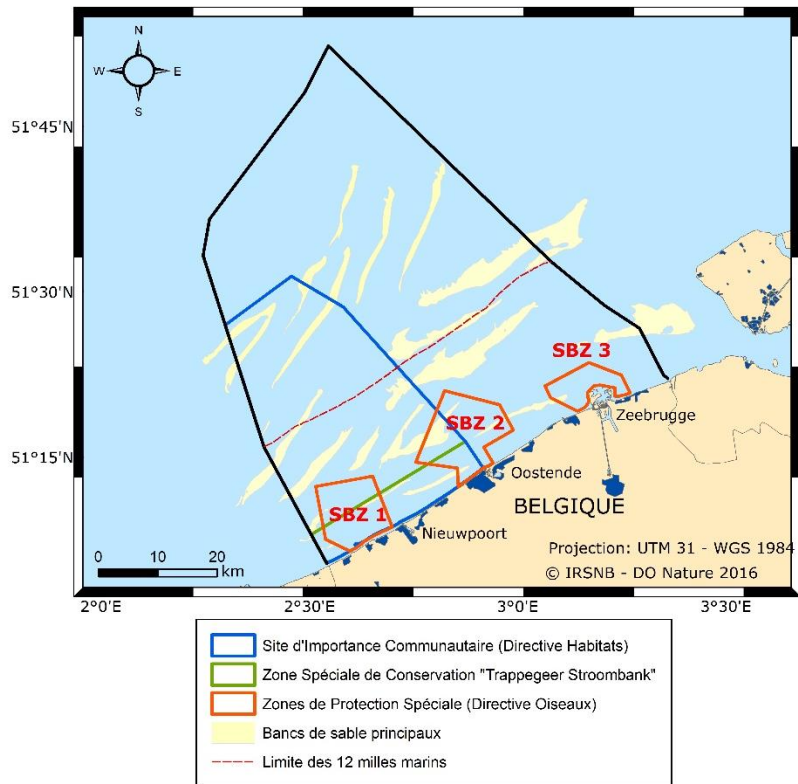 N
W E
S
51°45'N
51°30'N
51°15'N
SBZ 3
Zeebrugge
SBZ 2
Oostende
BELGIQUE
SBZ 1
Nieuwpoort
Projection: UTM 31 - WGS 1984
© IRSNB - DO Nature 2016
0 10 20
km
2°0'E 2°30'E 3°0'E 3°30'E
Site d'Importance Communautaire (Directive Habitats)
Zone Spéciale de Conservation "Trappegeer Stroombank"
Zones de Protection Spéciale (Directive Oiseaux)
Bancs de sable principaux
Limite des 12 milles marins